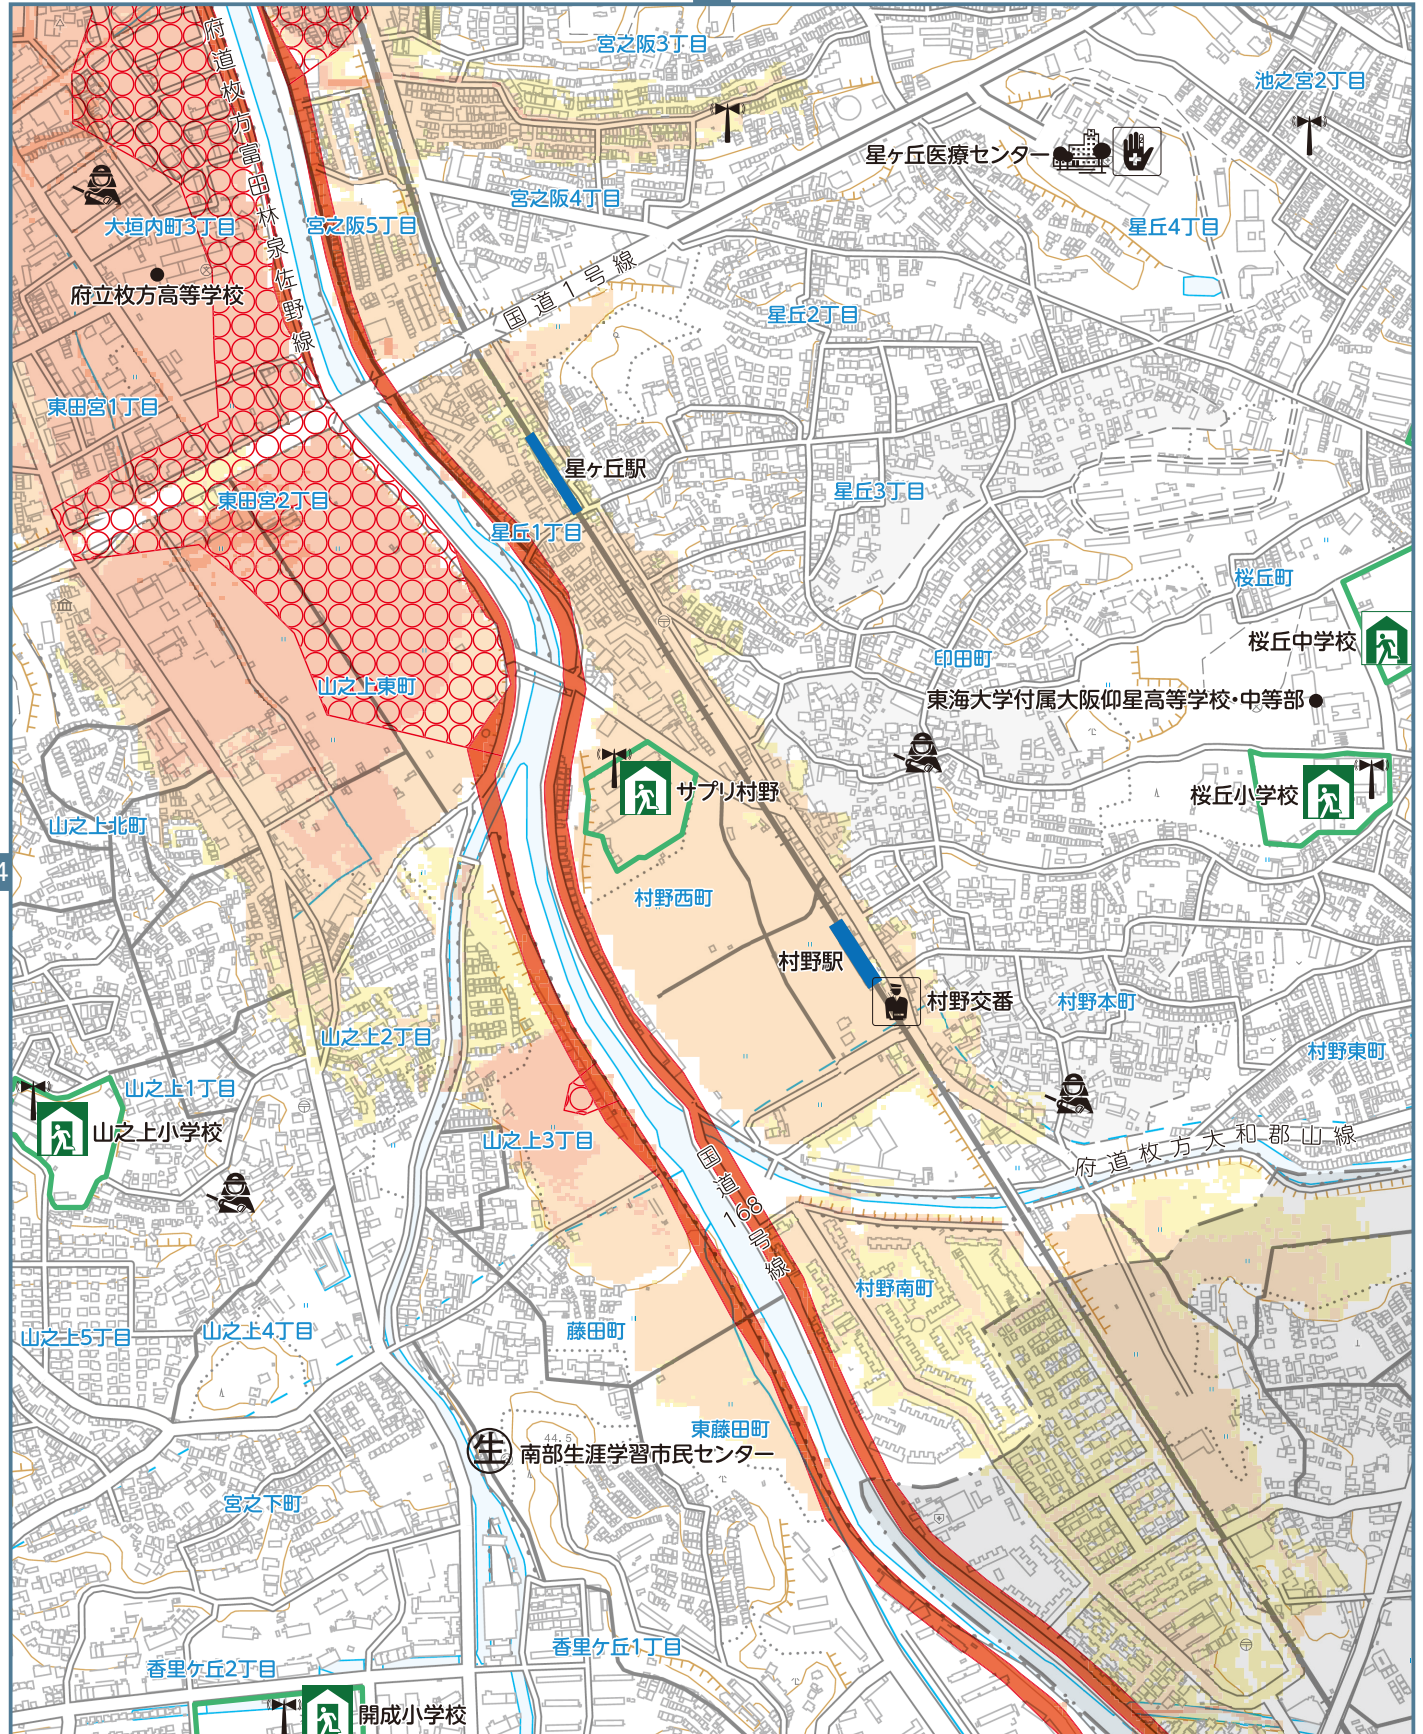 宮之阪3丁目
池之宮2丁目
府道枚方富田林泉佐野線
星ヶ丘医療センター
宮之阪4丁目
大垣内町3丁目
宮之阪5丁目
星丘4丁目
府立枚方高等学校
国道1号線
星丘2丁目
東田宮1丁目
星ヶ丘駅
東田宮2丁目
星丘3丁目
星丘1丁目
桜丘町
桜丘中学校
印田町
山之上東町
東海大学付属大阪仰星高等学校・中等部
サプリ村野
桜丘小学校
山之上北町
4
村野西町
村野駅
村野交番
村野本町
山之上2丁目
村野東町
山之上1丁目
山之上小学校
山之上3丁目
府道枚方大和郡山線
国道168号線
村野南町
山之上5丁目
山之上4丁目
藤田町
東藤田町
44.5
生
南部生涯学習市民センター
宮之下町
香里ケ丘1丁目
香里ケ丘2丁目
開成小学校